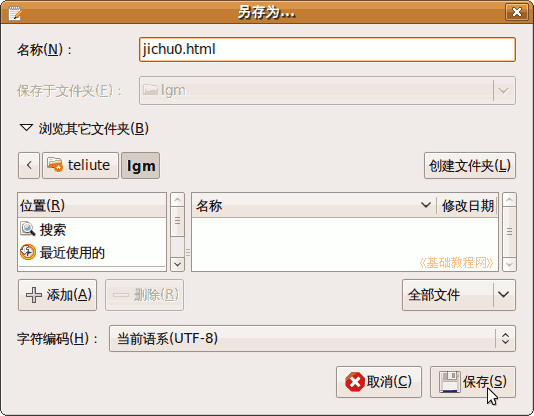 另存为...
名称(N)：
jichu0.html
保存于文件夹(F)：
lgm
浏览其它文件夹(B)
teliute
lgm
创建文件夹(L)
位置(R)
名称
修改日期
搜索
最近使用的
《基础教程网》
添加(A)
删除(R)
全部文件
字符编码(H)：
当前语系(UTF-8)
取消(C)
保存(S)